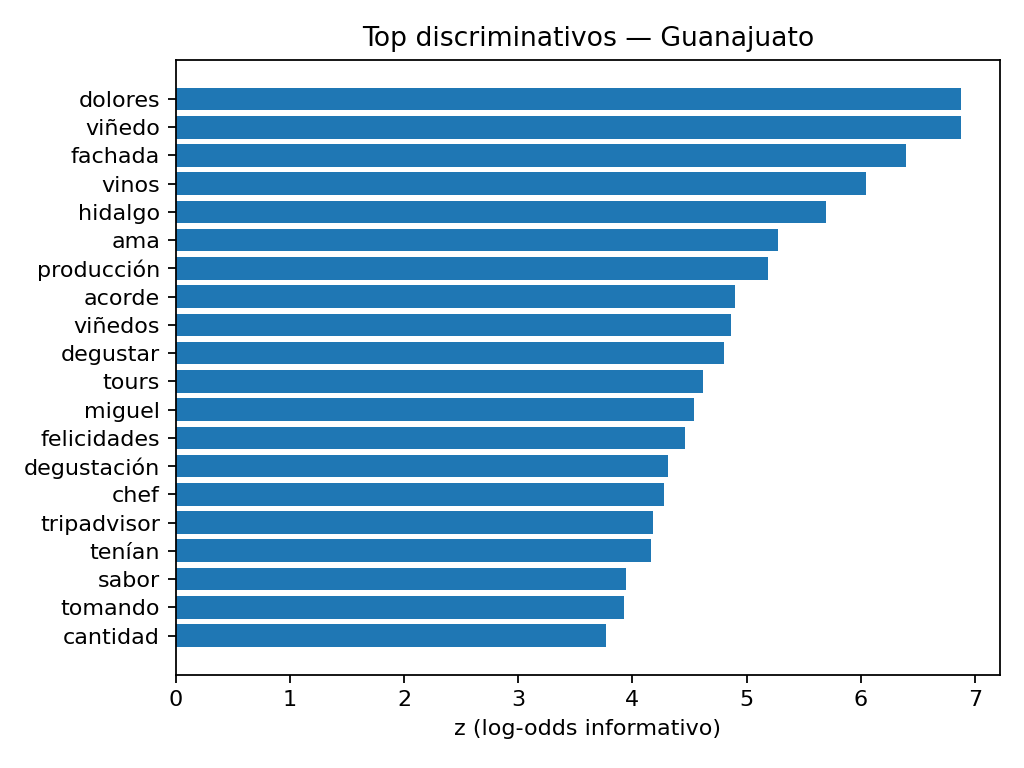 Top discriminativos — Guanajuato
dolores
viñedo
fachada
vinos
hidalgo
ama
producción
acorde
viñedos
degustar
tours
miguel
felicidades
degustación
chef
tripadvisor
tenían
sabor
tomando
cantidad
0 1 2 3 4 5 6 7
z (log-odds informativo)